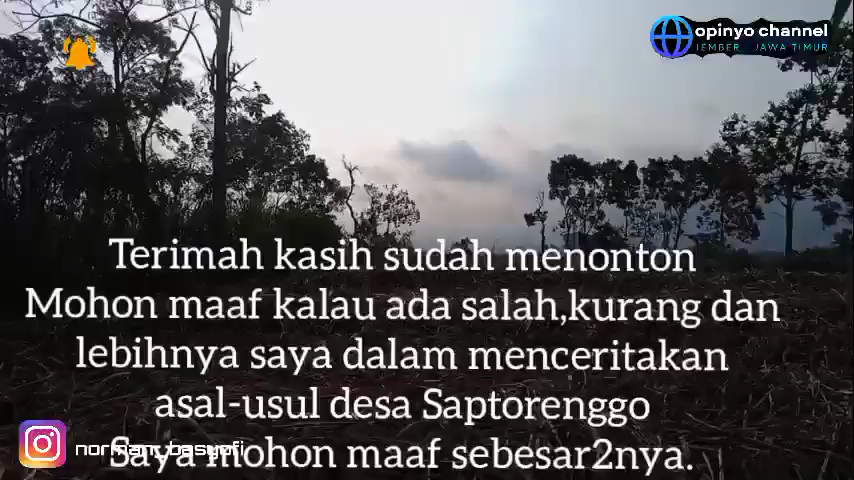 opinyo channel
JEMBER JAWA TIMUR
Terimah kasih sudah menonton
Mohon maaf kalau ada salah,kurang dan
lebihnya saya dalam menceritakan
asal-usul desa Saptorenggo
Saya mohon maaf sebesar2nya.